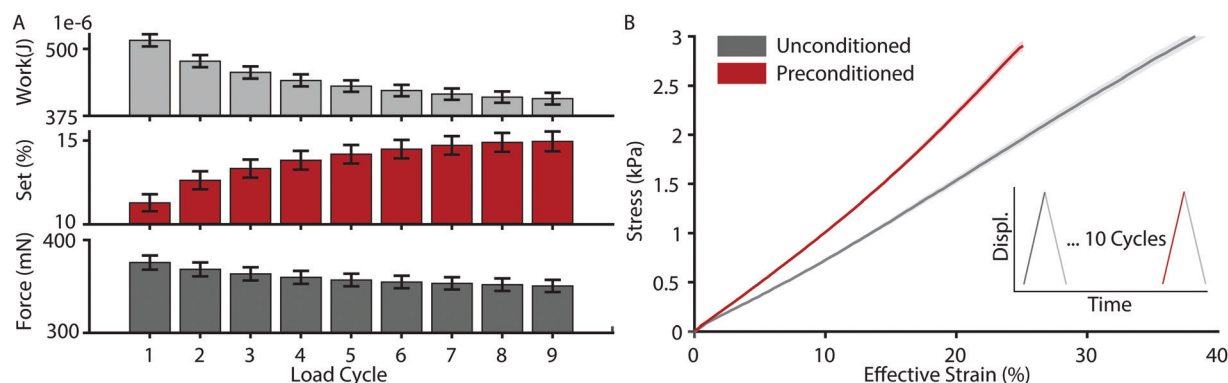 A
1e-6
500
Work(J)
375
15
Set (%)
10
400
Force (mN)
300
1 2 3 4 5 6 7 8 9
Load Cycle
B
3
2.5
2
1.5
1
0.5
0
Stress (kPa)
Unconditioned
Preconditioned
Displ.
... 10 Cycles
Time
0 10 20 30 40
Effective Strain (%)